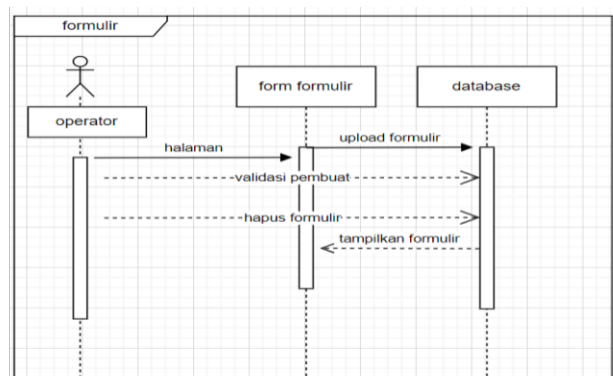 formulir
form formulir
database
operator
upload formulir
halaman
validasi pembuat
hapus formulir
tampilkan formulir